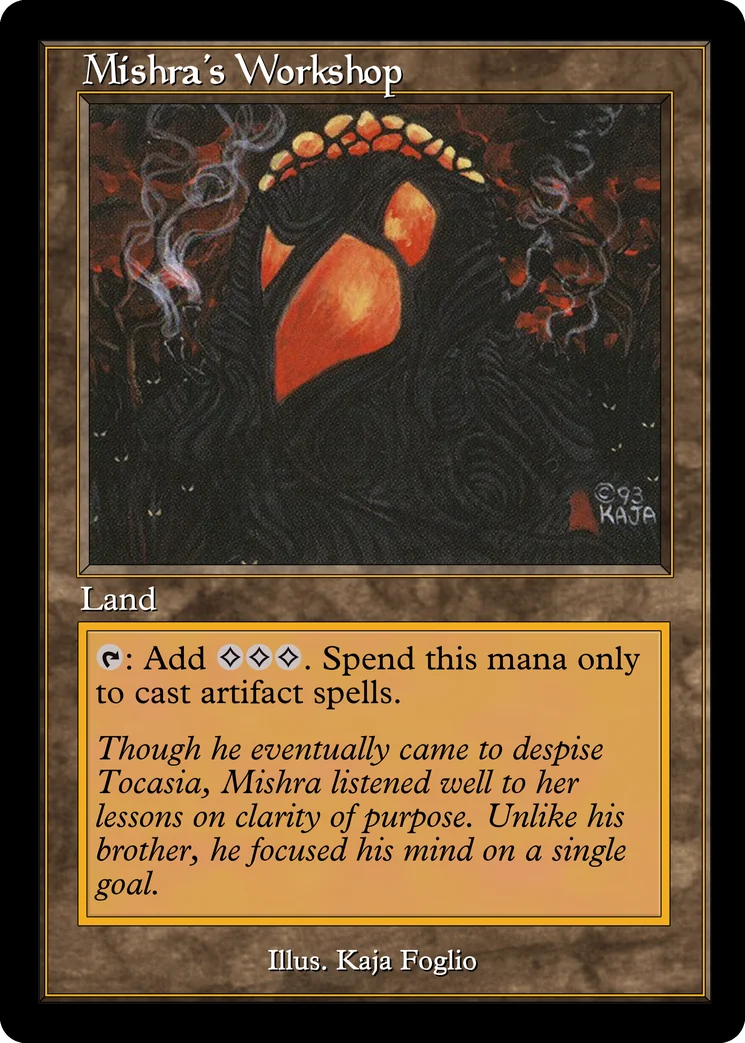 Mishra's Workshop
©93
KAJA
Land
: Add . Spend this mana only
to cast artifact spells.
Though he eventually came to despise
Tocasia, Mishra listened well to her
lessons on clarity of purpose. Unlike his
brother, he focused his mind on a single
goal.
Illus. Kaja Foglio